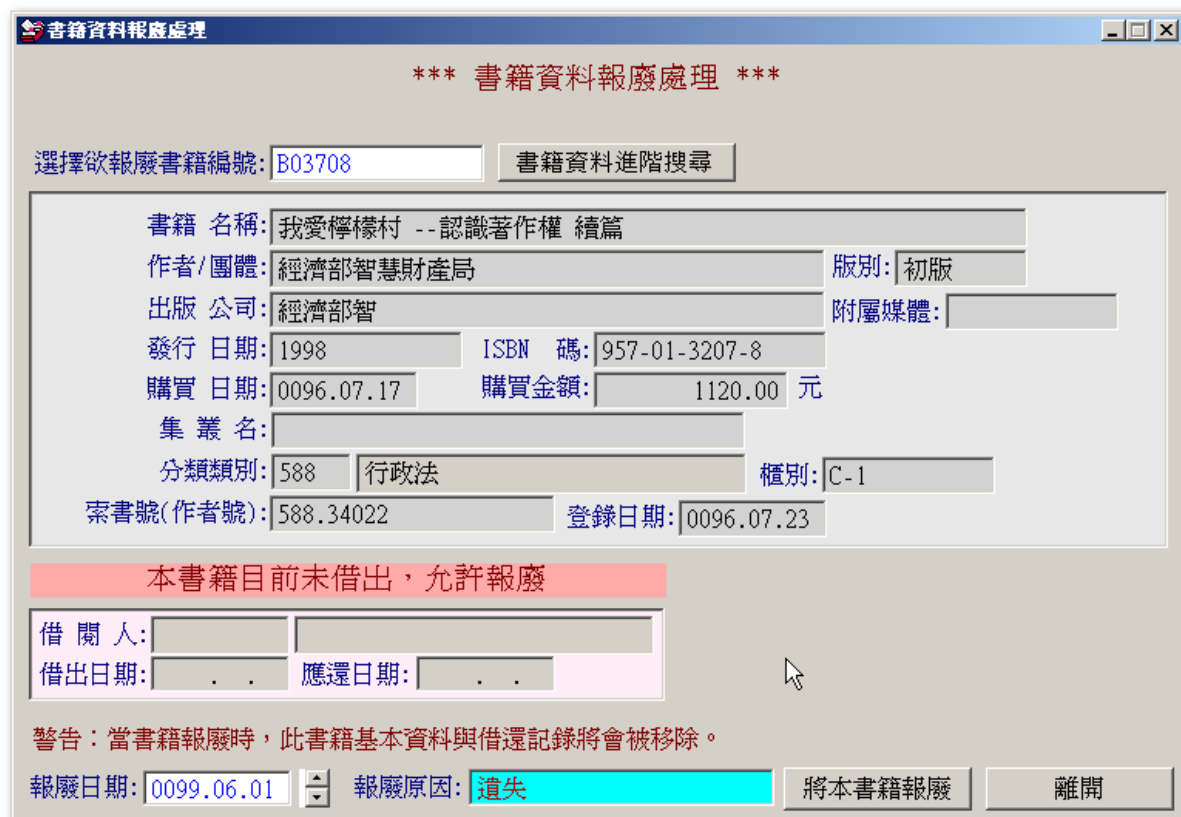 書籍資料報廢處理
*** 書籍資料報廢處理 ***
選擇欲報廢書籍編號: B03708 書籍資料進階搜尋
書籍 名稱: 我愛檸檬村 --認識著作權 續篇
作者/團體: 經濟部智慧財產局 版別: 初版
出版 公司: 經濟部智 附屬媒體:
發行 日期: 1998 ISBN 碼: 957-01-3207-8
購買 日期: 0096.07.17 購買金額: 1120.00 元
集 叢 名:
分類類別: 588 行政法 櫃別: C-1
索書號(作者號): 588.34022 登錄日期: 0096.07.23
本書籍目前未借出，允許報廢
借 閱 人:
借出日期: . . 應還日期: . .
警告：當書籍報廢時，此書籍基本資料與借還記錄將會被移除。
報廢日期: 0099.06.01 報廢原因: 遺失 將本書籍報廢 離開